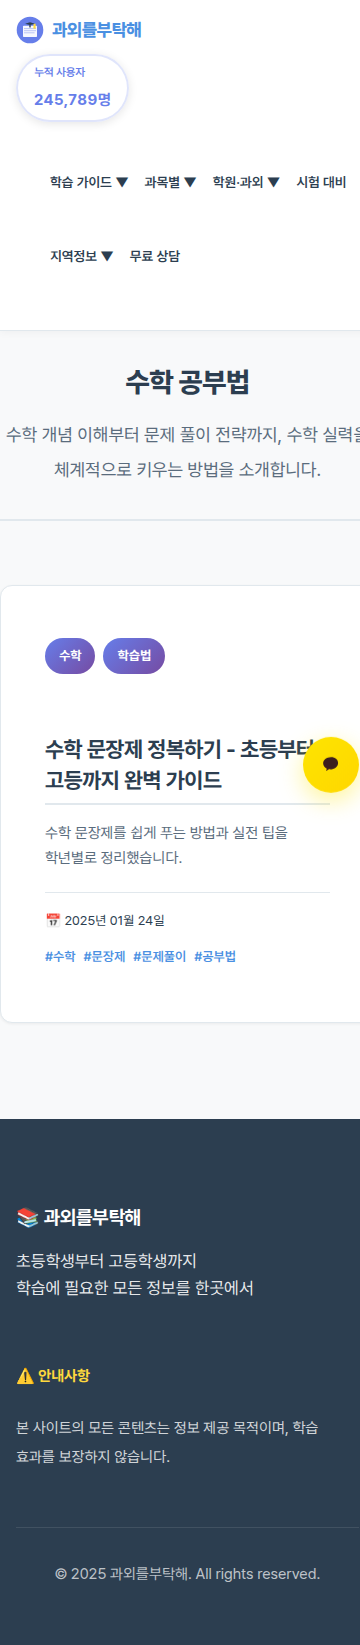 과외를부탁해
누적 사용자
245,789명
학습 가이드 ▼ 과목별 ▼ 학원·과외 ▼ 시험 대비
지역정보 ▼ 무료 상담
수학 공부법
수학 개념 이해부터 문제 풀이 전략까지, 수학 실력을
체계적으로 키우는 방법을 소개합니다.
수학 학습법
수학 문장제 정복하기 - 초등부터
고등까지 완벽 가이드
수학 문장제를 쉽게 푸는 방법과 실전 팁을
학년별로 정리했습니다.
📅 2025년 01월 24일
#수학 #문장제 #문제풀이 #공부법
📚 과외를부탁해
초등학생부터 고등학생까지
학습에 필요한 모든 정보를 한곳에서
⚠️ 안내사항
본 사이트의 모든 콘텐츠는 정보 제공 목적이며, 학습
효과를 보장하지 않습니다.
© 2025 과외를부탁해. All rights reserved.